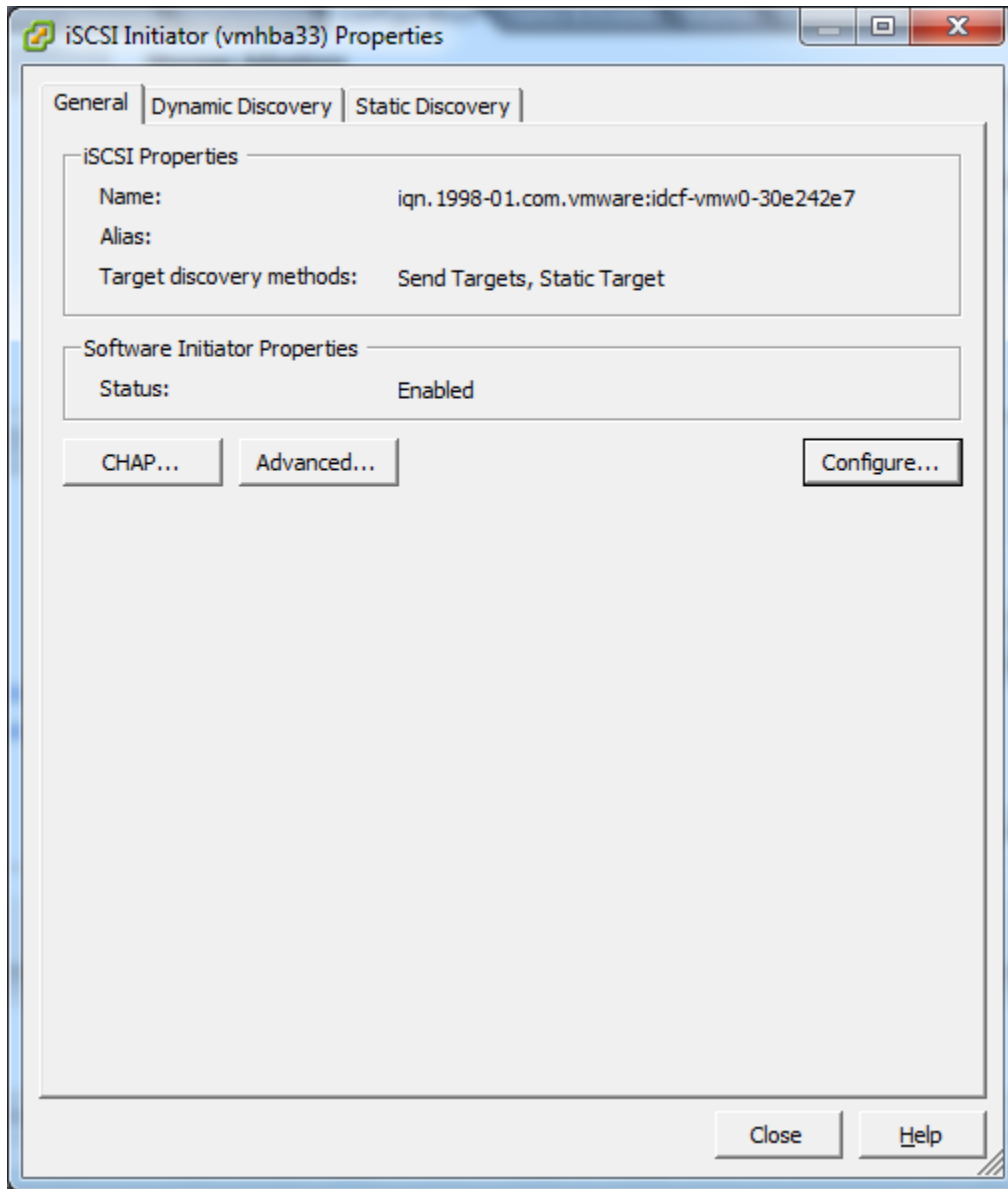 iSCSI Initiator (vmhba33) Properties
General Dynamic Discovery Static Discovery
iSCSI Properties
Name: iqn.1998-01.com.vmware:idcf-vmw0-30e242e7
Alias:
Target discovery methods: Send Targets, Static Target
Software Initiator Properties
Status: Enabled
CHAP... Advanced... Configure...
Close Help